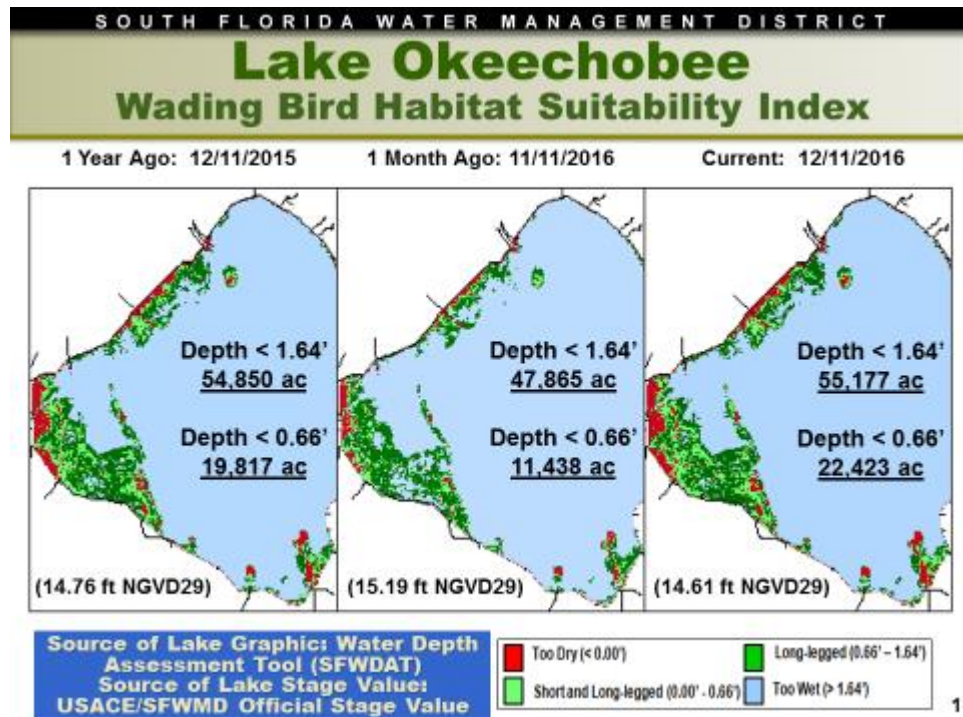 SOUTH FLORIDA WATER MANAGEMENT DISTRICT
Lake Okeechobee
Wading Bird Habitat Suitability Index
1 Year Ago: 12/11/2015
1 Month Ago: 11/11/2016
Current: 12/11/2016
Depth < 1.64'
54,850 ac
Depth < 0.66'
19,817 ac
(14.76 ft NGVD29)
Depth < 1.64'
47,865 ac
Depth < 0.66'
11,438 ac
(15.19 ft NGVD29)
Depth < 1.64'
55,177 ac
Depth < 0.66'
22,423 ac
(14.61 ft NGVD29)
Source of Lake Graphic: Water Depth
Assessment Tool (SFWDAT)
Source of Lake Stage Value:
USACE/SFWMD Official Stage Value
Too Dry (< 0.00')
Long-legged (0.66' – 1.64')
Short and Long-legged (0.00' - 0.66')
Too Wet (> 1.64')
1